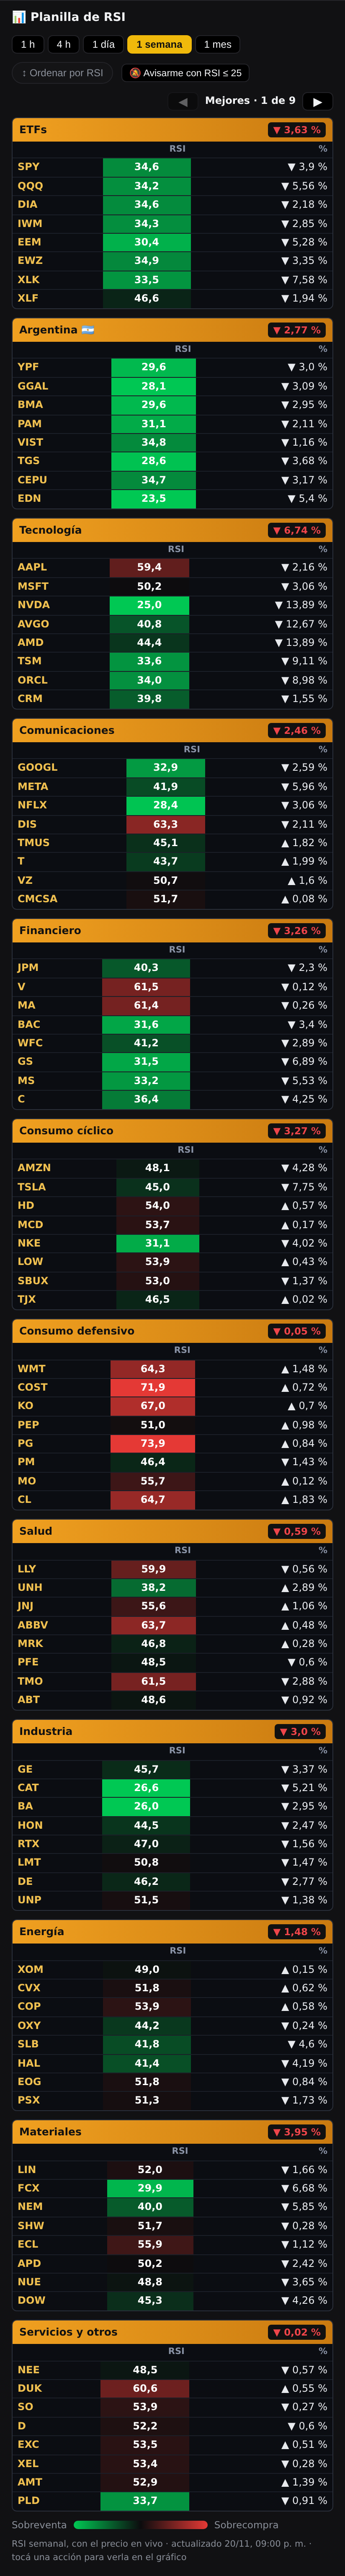 📊 Planilla de RSI
1 h 4 h 1 día 1 semana 1 mes
↕ Ordenar por RSI 🔕 Avisarme con RSI ≤ 25
◀ Mejores · 1 de 9 ▶
ETFs ▼ 3,63 %
RSI %
SPY 34,6 ▼ 3,9 %
QQQ 34,2 ▼ 5,56 %
DIA 34,6 ▼ 2,18 %
IWM 34,3 ▼ 2,85 %
EEM 30,4 ▼ 5,28 %
EWZ 34,9 ▼ 3,35 %
XLK 33,5 ▼ 7,58 %
XLF 46,6 ▼ 1,94 %
Argentina 🇦🇷 ▼ 2,77 %
RSI %
YPF 29,6 ▼ 3,0 %
GGAL 28,1 ▼ 3,09 %
BMA 29,6 ▼ 2,95 %
PAM 31,1 ▼ 2,11 %
VIST 34,8 ▼ 1,16 %
TGS 28,6 ▼ 3,68 %
CEPU 34,7 ▼ 3,17 %
EDN 23,5 ▼ 5,4 %
Tecnología ▼ 6,74 %
RSI %
AAPL 59,4 ▼ 2,16 %
MSFT 50,2 ▼ 3,06 %
NVDA 25,0 ▼ 13,89 %
AVGO 40,8 ▼ 12,67 %
AMD 44,4 ▼ 13,89 %
TSM 33,6 ▼ 9,11 %
ORCL 34,0 ▼ 8,98 %
CRM 39,8 ▼ 1,55 %
Comunicaciones ▼ 2,46 %
RSI %
GOOGL 32,9 ▼ 2,59 %
META 41,9 ▼ 5,96 %
NFLX 28,4 ▼ 3,06 %
DIS 63,3 ▼ 2,11 %
TMUS 45,1 ▲ 1,82 %
T 43,7 ▲ 1,99 %
VZ 50,7 ▲ 1,6 %
CMCSA 51,7 ▲ 0,08 %
Financiero ▼ 3,26 %
RSI %
JPM 40,3 ▼ 2,3 %
V 61,5 ▼ 0,12 %
MA 61,4 ▼ 0,26 %
BAC 31,6 ▼ 3,4 %
WFC 41,2 ▼ 2,89 %
GS 31,5 ▼ 6,89 %
MS 33,2 ▼ 5,53 %
C 36,4 ▼ 4,25 %
Consumo cíclico ▼ 3,27 %
RSI %
AMZN 48,1 ▼ 4,28 %
TSLA 45,0 ▼ 7,75 %
HD 54,0 ▲ 0,57 %
MCD 53,7 ▲ 0,17 %
NKE 31,1 ▼ 4,02 %
LOW 53,9 ▲ 0,43 %
SBUX 53,0 ▼ 1,37 %
TJX 46,5 ▲ 0,02 %
Consumo defensivo ▼ 0,05 %
RSI %
WMT 64,3 ▲ 1,48 %
COST 71,9 ▲ 0,72 %
KO 67,0 ▲ 0,7 %
PEP 51,0 ▲ 0,98 %
PG 73,9 ▲ 0,84 %
PM 46,4 ▼ 1,43 %
MO 55,7 ▲ 0,12 %
CL 64,7 ▲ 1,83 %
Salud ▼ 0,59 %
RSI %
LLY 59,9 ▼ 0,56 %
UNH 38,2 ▲ 2,89 %
JNJ 55,6 ▲ 1,06 %
ABBV 63,7 ▲ 0,48 %
MRK 46,8 ▲ 0,28 %
PFE 48,5 ▼ 0,6 %
TMO 61,5 ▼ 2,88 %
ABT 48,6 ▼ 0,92 %
Industria ▼ 3,0 %
RSI %
GE 45,7 ▼ 3,37 %
CAT 26,6 ▼ 5,21 %
BA 26,0 ▼ 2,95 %
HON 44,5 ▼ 2,47 %
RTX 47,0 ▼ 1,56 %
LMT 50,8 ▼ 1,47 %
DE 46,2 ▼ 2,77 %
UNP 51,5 ▼ 1,38 %
Energía ▼ 1,48 %
RSI %
XOM 49,0 ▲ 0,15 %
CVX 51,8 ▲ 0,62 %
COP 53,9 ▲ 0,58 %
OXY 44,2 ▼ 0,24 %
SLB 41,8 ▼ 4,6 %
HAL 41,4 ▼ 4,19 %
EOG 51,8 ▼ 0,84 %
PSX 51,3 ▼ 1,73 %
Materiales ▼ 3,95 %
RSI %
LIN 52,0 ▼ 1,66 %
FCX 29,9 ▼ 6,68 %
NEM 40,0 ▼ 5,85 %
SHW 51,7 ▼ 0,28 %
ECL 55,9 ▼ 1,12 %
APD 50,2 ▼ 2,42 %
NUE 48,8 ▼ 3,65 %
DOW 45,3 ▼ 4,26 %
Servicios y otros ▼ 0,02 %
RSI %
NEE 48,5 ▼ 0,57 %
DUK 60,6 ▲ 0,55 %
SO 53,9 ▼ 0,27 %
D 52,2 ▼ 0,6 %
EXC 53,5 ▲ 0,51 %
XEL 53,4 ▼ 0,28 %
AMT 52,9 ▲ 1,39 %
PLD 33,7 ▼ 0,91 %
Sobreventa Sobrecompra
RSI semanal, con el precio en vivo · actualizado 20/11, 09:00 p. m. ·
tocá una acción para verla en el gráfico